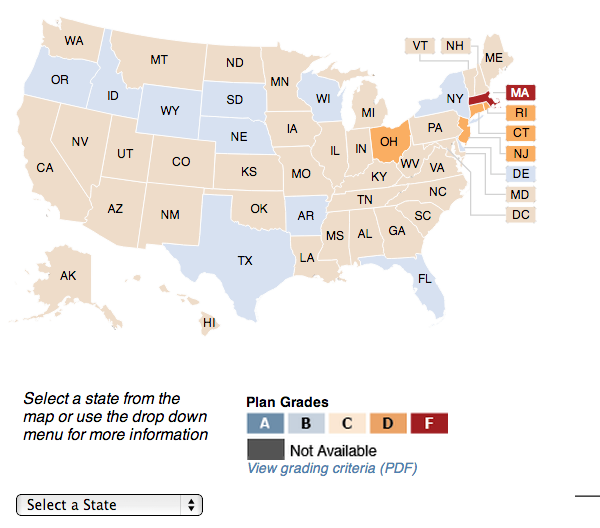 WA
VT NH
ME
MT
ND
MN
OR
ID
SD
WI
NY
MA
WY
MI
RI
NE
IA
PA
CT
NV
UT
IL
IN
OH
NJ
CO
KS
MO
WV
VA
DE
CA
KY
MD
NC
TN
AZ
NM
OK
AR
SC
DC
MS
AL
GA
LA
TX
AK
FL
HI
Select a state from the
map or use the drop down
menu for more information
Plan Grades
A B C D F
Not Available
View grading criteria (PDF)
Select a State